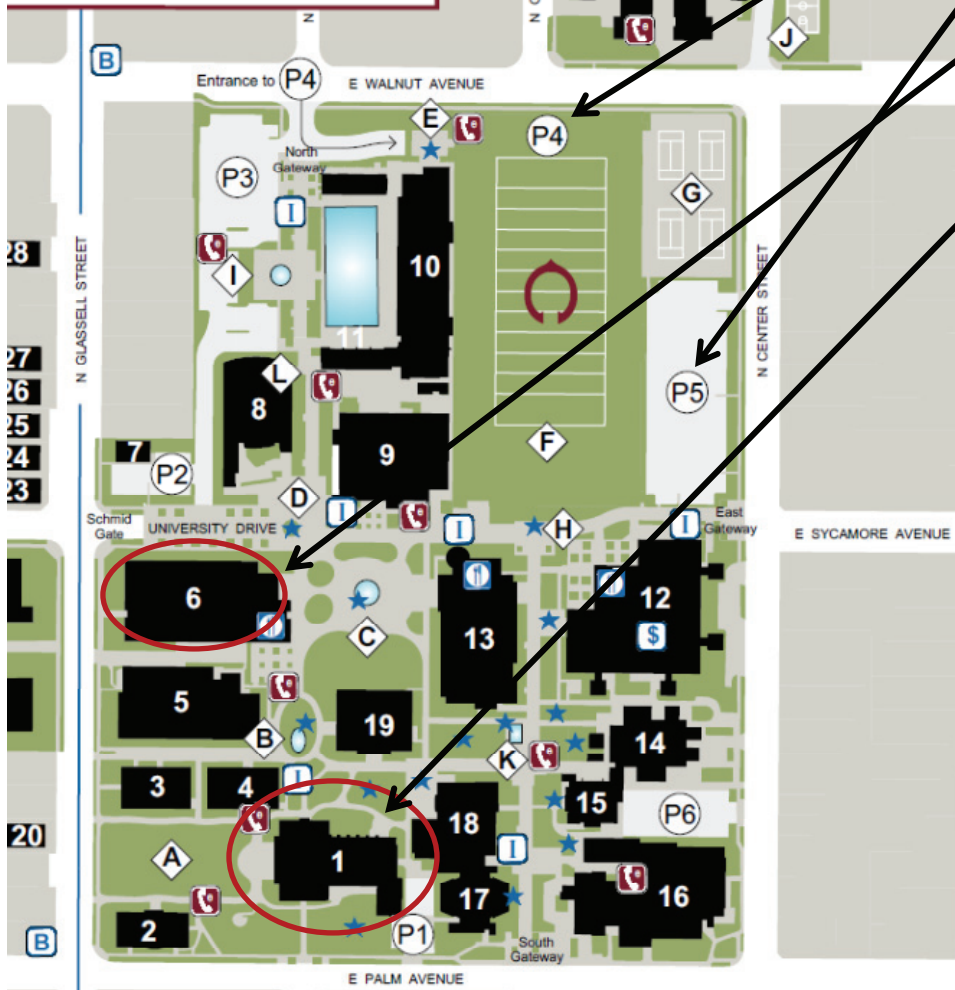 N
N
J
B
Entrance to P4
E WALNUT AVENUE
E
P4
North
Gateway
P3
I
G
28
I
10
N GLASSELL STREET
N CENTER STREET
11
27
L
26
8
P5
25
9
F
7
24
P2
23
D
I
Schmid
Gate
UNIVERSITY DRIVE
I
H
I
East
Gateway
E SYCAMORE AVENUE
6
12
C
13
$
5
19
B
14
K
3
4
I
15
P6
20
18
A
1
I
16
17
2
P1
B
South
Gateway
E PALM AVENUE